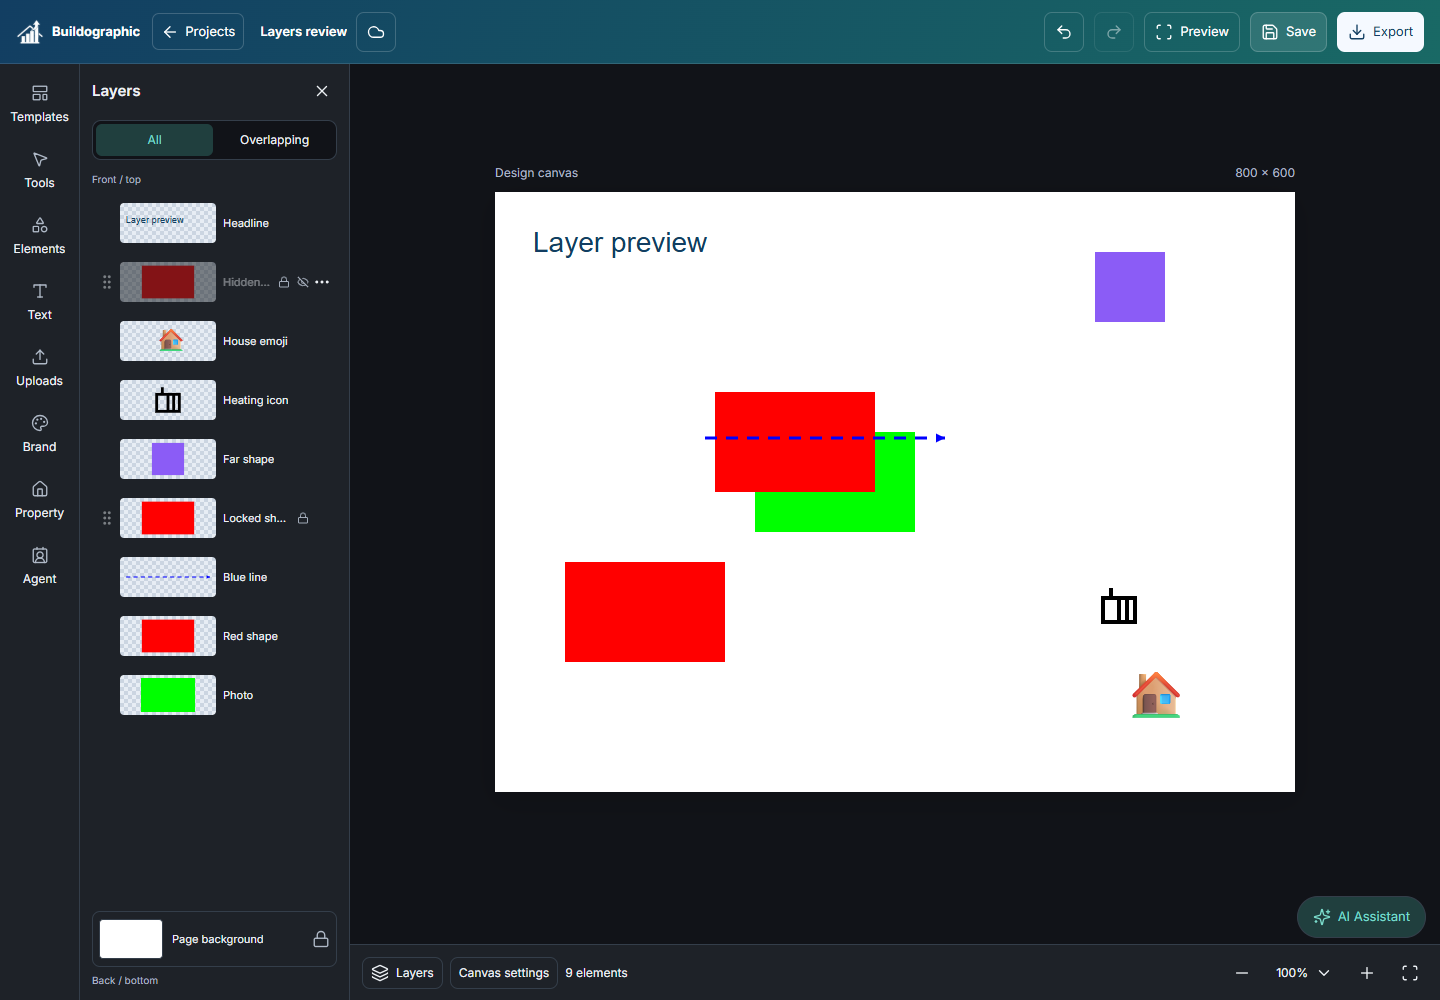 Buildographic
Projects
Layers review
Preview
Save
Export
Templates
Tools
Elements
Text
Uploads
Brand
Property
Agent
Layers
All
Overlapping
Front / top
Layer preview
Headline
Hidden...
House emoji
Heating icon
Far shape
Locked sh...
Blue line
Red shape
Photo
Page background
Back / bottom
Design canvas
800 × 600
Layer preview
AI Assistant
Layers
Canvas settings
9 elements
100%